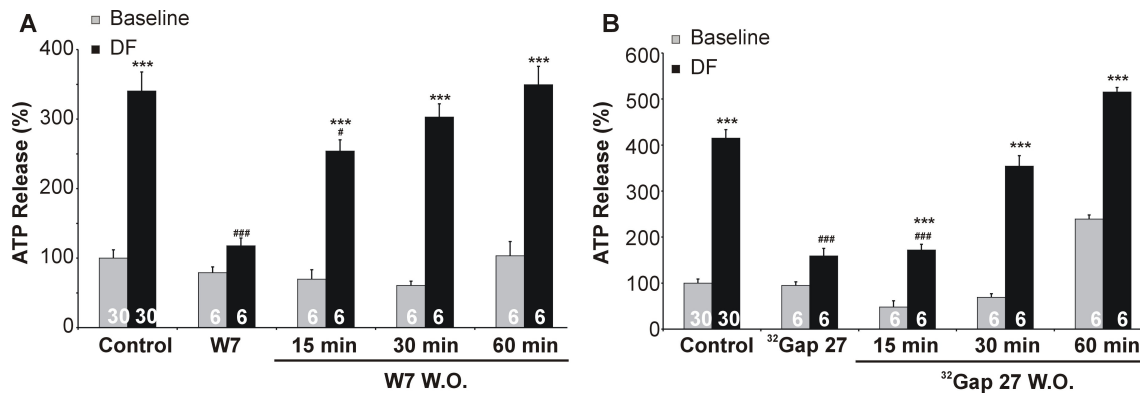 A
Baseline
DF
ATP Release (%)
400
300
200
100
0
***
###
***
#
***
***
30 30 6 6 6 6 6 6 6 6
Control W7 15 min 30 min 60 min
W7 W.O.
B
Baseline
DF
ATP Release (%)
600
500
400
300
200
100
0
***
###
***
###
***
***
30 30 6 6 6 6 6 6 6 6
Control ³²Gap 27 15 min 30 min 60 min
³²Gap 27 W.O.